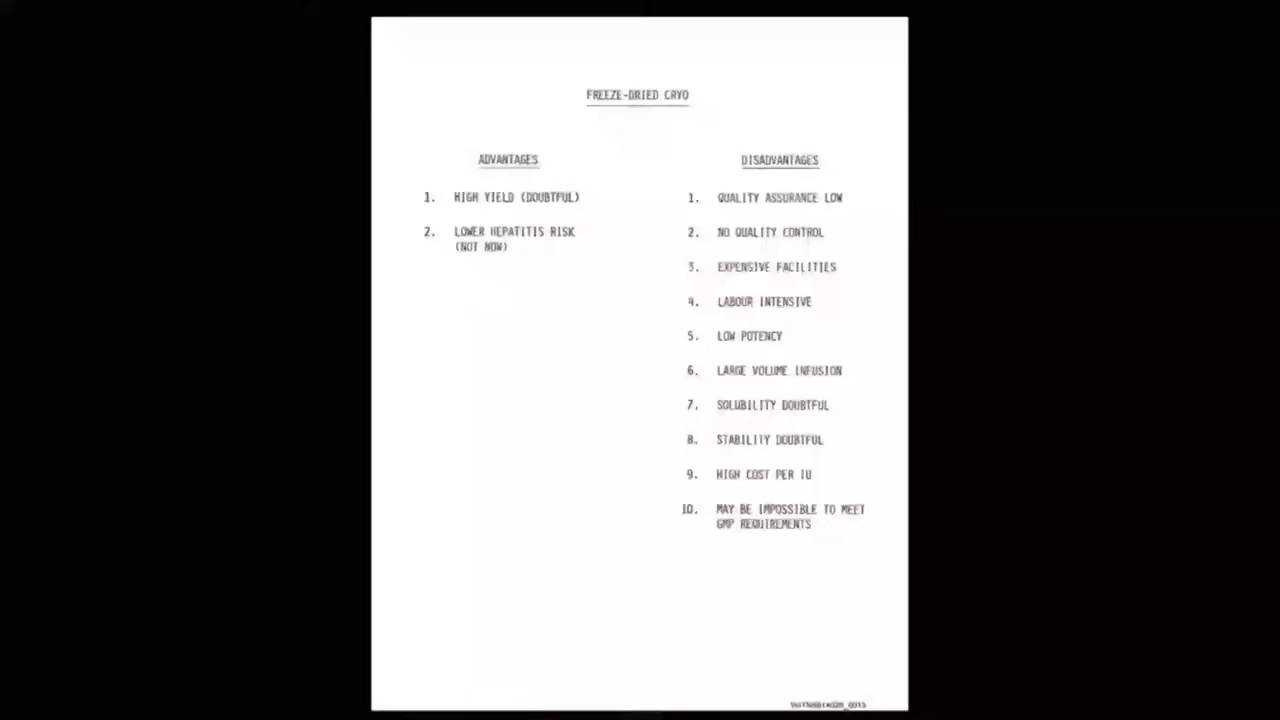 FREEZE-DRIED CRYO
ADVANTAGES
1. HIGH YIELD (DOUBTFUL)
2. LOWER HEPATITIS RISK
(NOT NOW)
DISADVANTAGES
1. QUALITY ASSURANCE LOW
2. NO QUALITY CONTROL
3. EXPENSIVE FACILITIES
4. LABOUR INTENSIVE
5. LOW POTENCY
6. LARGE VOLUME INFUSION
7. SOLUBILITY DOUBTFUL
8. STABILITY DOUBTFUL
9. HIGH COST PER IU
10. MAY BE IMPOSSIBLE TO MEET
GMP REQUIREMENTS